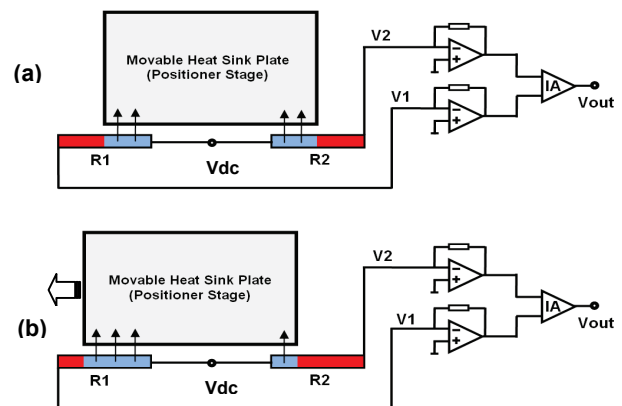 (a)
Movable Heat Sink Plate
(Positioner Stage)
V2
V1
IA
Vout
R1
Vdc
R2
(b)
Movable Heat Sink Plate
(Positioner Stage)
V2
V1
IA
Vout
R1
Vdc
R2